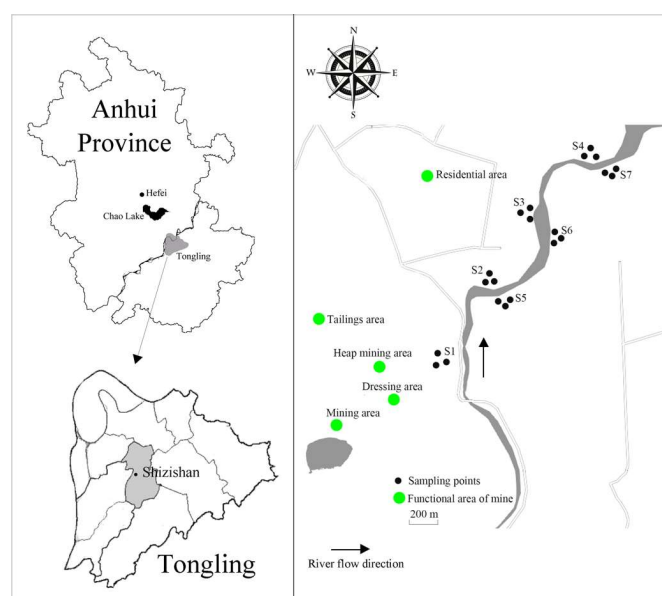 Anhui
Province
Hefei
Chao Lake
Tongling
Shizishan
Tongling
N
W
E
S
S4
S7
Residential area
S3
S6
S2
S5
Tailings area
Heap mining area
S1
Dressing area
Mining area
Sampling points
Functional area of mine
200 m
River flow direction